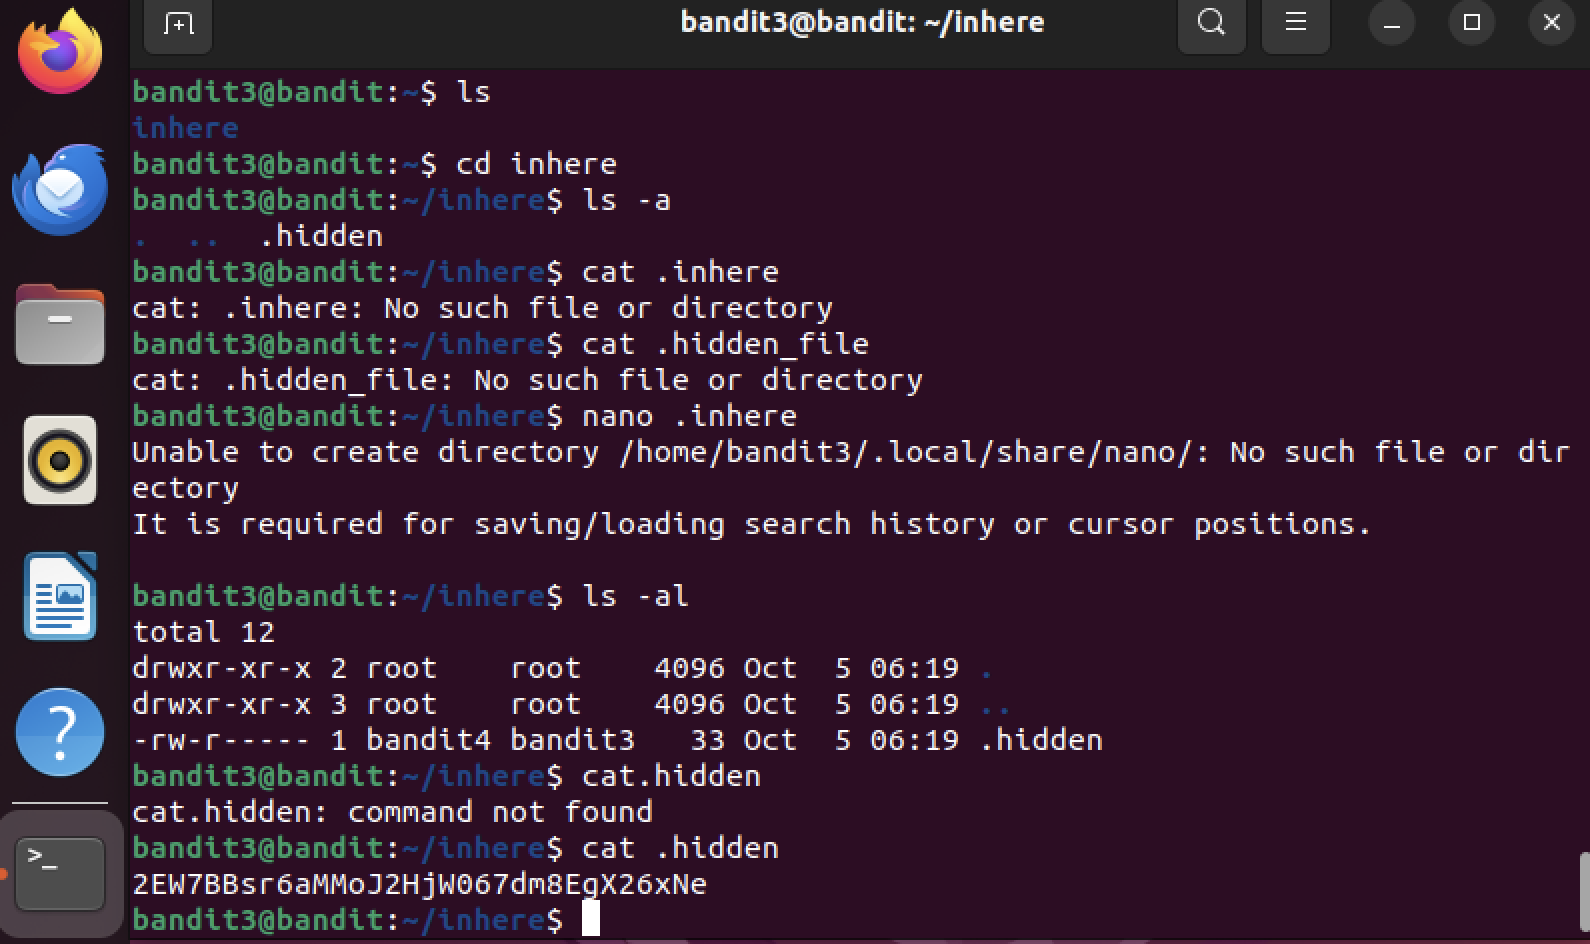 bandit3@bandit: ~/inhere
bandit3@bandit:~$ ls
inhere
bandit3@bandit:~$ cd inhere
bandit3@bandit:~/inhere$ ls -a
.  ..  .hidden
bandit3@bandit:~/inhere$ cat .inhere
cat: .inhere: No such file or directory
bandit3@bandit:~/inhere$ cat .hidden_file
cat: .hidden_file: No such file or directory
bandit3@bandit:~/inhere$ nano .inhere
Unable to create directory /home/bandit3/.local/share/nano/: No such file or dir
ectory
It is required for saving/loading search history or cursor positions.
bandit3@bandit:~/inhere$ ls -al
total 12
drwxr-xr-x 2 root    root    4096 Oct  5 06:19 .
drwxr-xr-x 3 root    root    4096 Oct  5 06:19 ..
-rw-r----- 1 bandit4 bandit3   33 Oct  5 06:19 .hidden
bandit3@bandit:~/inhere$ cat.hidden
cat.hidden: command not found
bandit3@bandit:~/inhere$ cat .hidden
2EW7BBsr6aMMoJ2HjW067dm8EgX26xNe
bandit3@bandit:~/inhere$